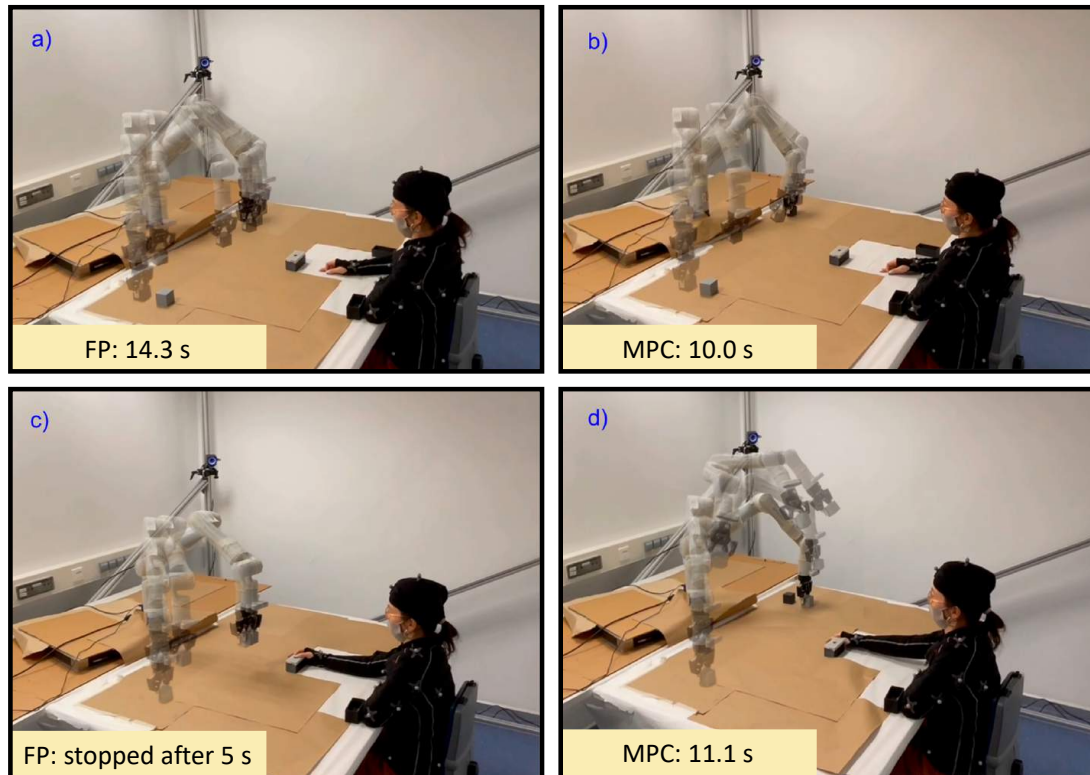 a)
FP: 14.3 s
b)
MPC: 10.0 s
c)
FP: stopped after 5 s
d)
MPC: 11.1 s